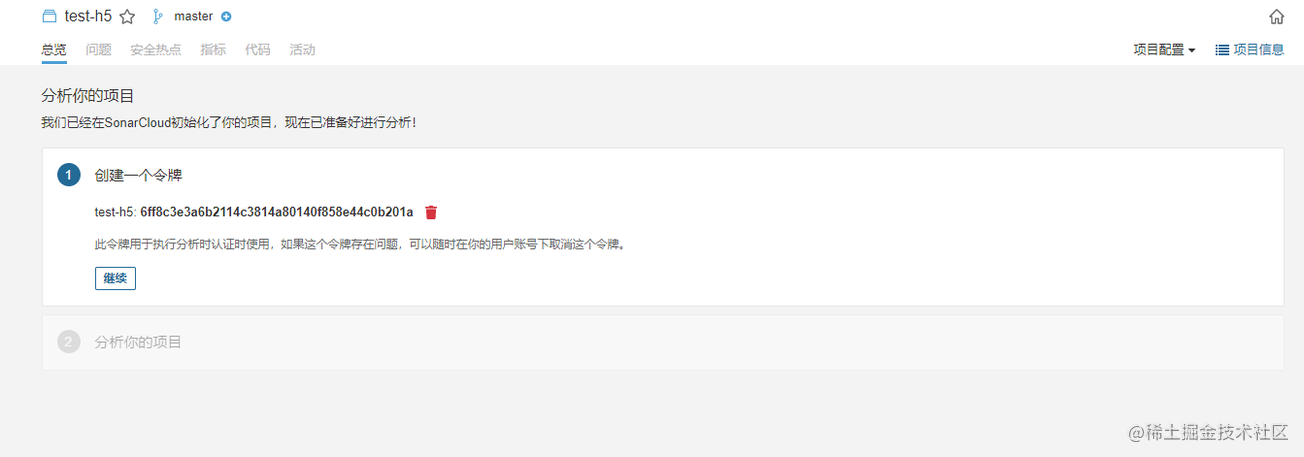 test-h5 master
总览 问题 安全热点 指标 代码 活动 项目配置 项目信息
分析你的项目
我们已经在SonarCloud初始化了你的项目，现在已准备好进行分析!
1 创建一个令牌
test-h5: 6ff8c3e3a6b2114c3814a80140f858e44c0b201a
此令牌用于执行分析时认证时使用，如果这个令牌存在问题，可以随时在你的用户账号下取消这个令牌。
继续
2 分析你的项目
@稀土掘金技术社区